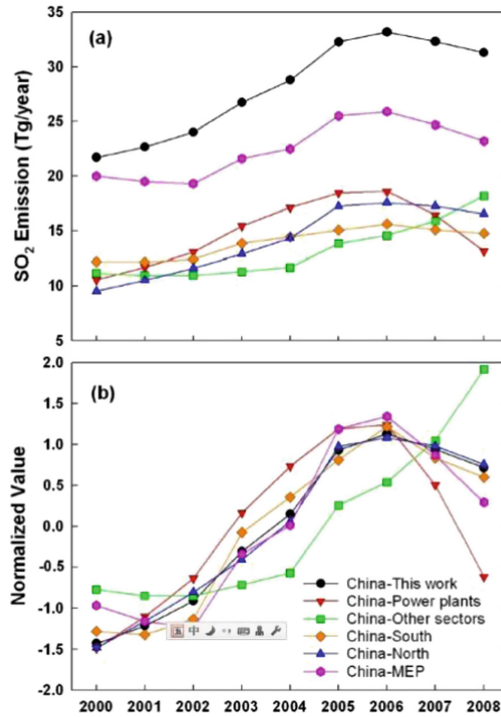 (a)
SO2 Emission (Tg/year)
35
30
25
20
15
10
5
(b)
Normalized Value
2.0
1.5
1.0
0.5
0.0
-0.5
-1.0
-1.5
-2.0
China-This work
China-Power plants
China-Other sectors
China-South
China-North
China-MEP
中
2000 2001 2002 2003 2004 2005 2006 2007 2008